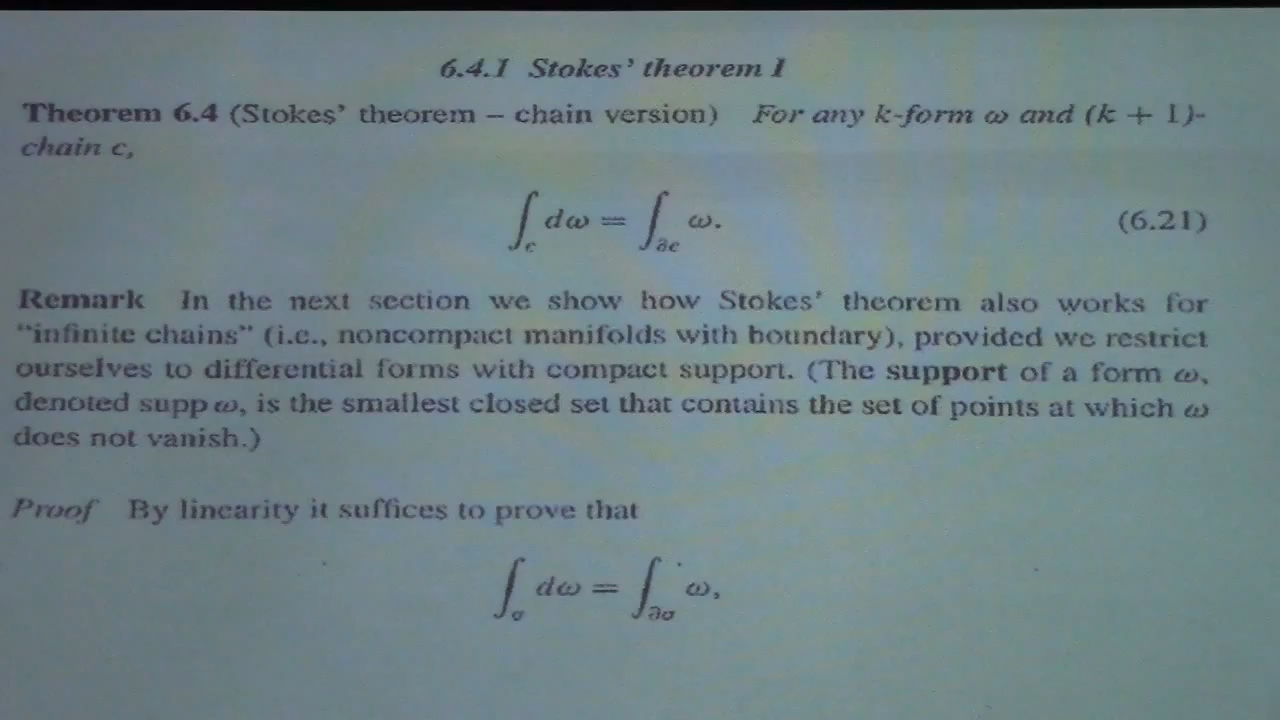 6.4.1 Stokes' theorem I
Theorem 6.4 (Stokes' theorem – chain version) For any k-form ω and (k + 1)-
chain c,
∫_c dω = ∫_∂c ω. (6.21)
Remark In the next section we show how Stokes' theorem also works for
"infinite chains" (i.e., noncompact manifolds with boundary), provided we restrict
ourselves to differential forms with compact support. (The support of a form ω,
denoted supp ω, is the smallest closed set that contains the set of points at which ω
does not vanish.)
Proof By linearity it suffices to prove that
∫_σ dω = ∫_∂σ ω,